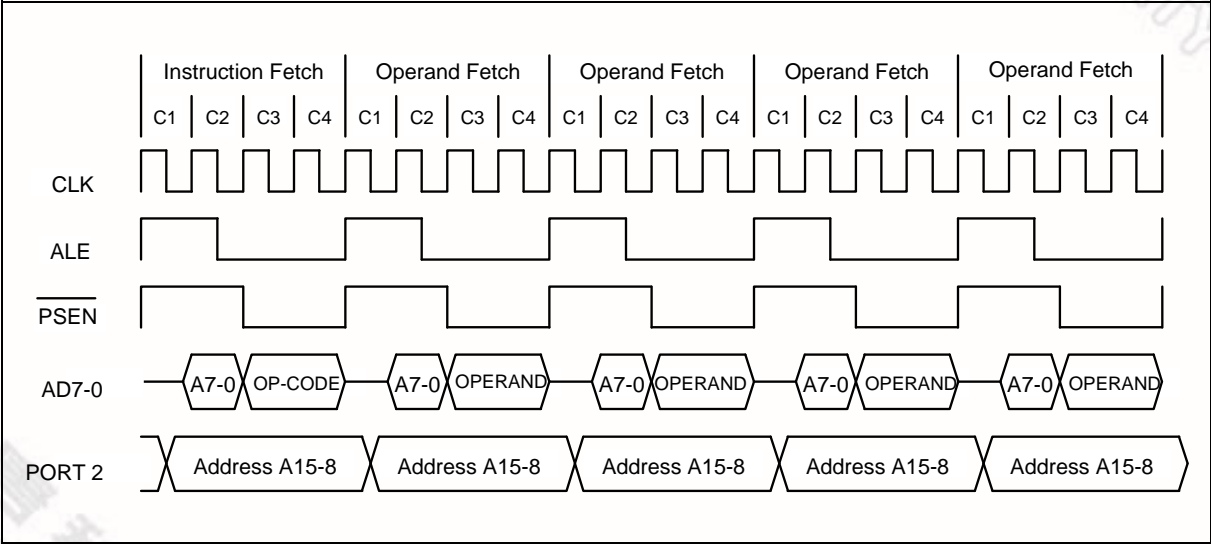 Instruction Fetch Operand Fetch Operand Fetch Operand Fetch Operand Fetch
C1 C2 C3 C4 C1 C2 C3 C4 C1 C2 C3 C4 C1 C2 C3 C4 C1 C2 C3 C4
CLK
ALE
PSEN
AD7-0 A7-0 OP-CODE A7-0 OPERAND A7-0 OPERAND A7-0 OPERAND A7-0 OPERAND
PORT 2 Address A15-8 Address A15-8 Address A15-8 Address A15-8 Address A15-8